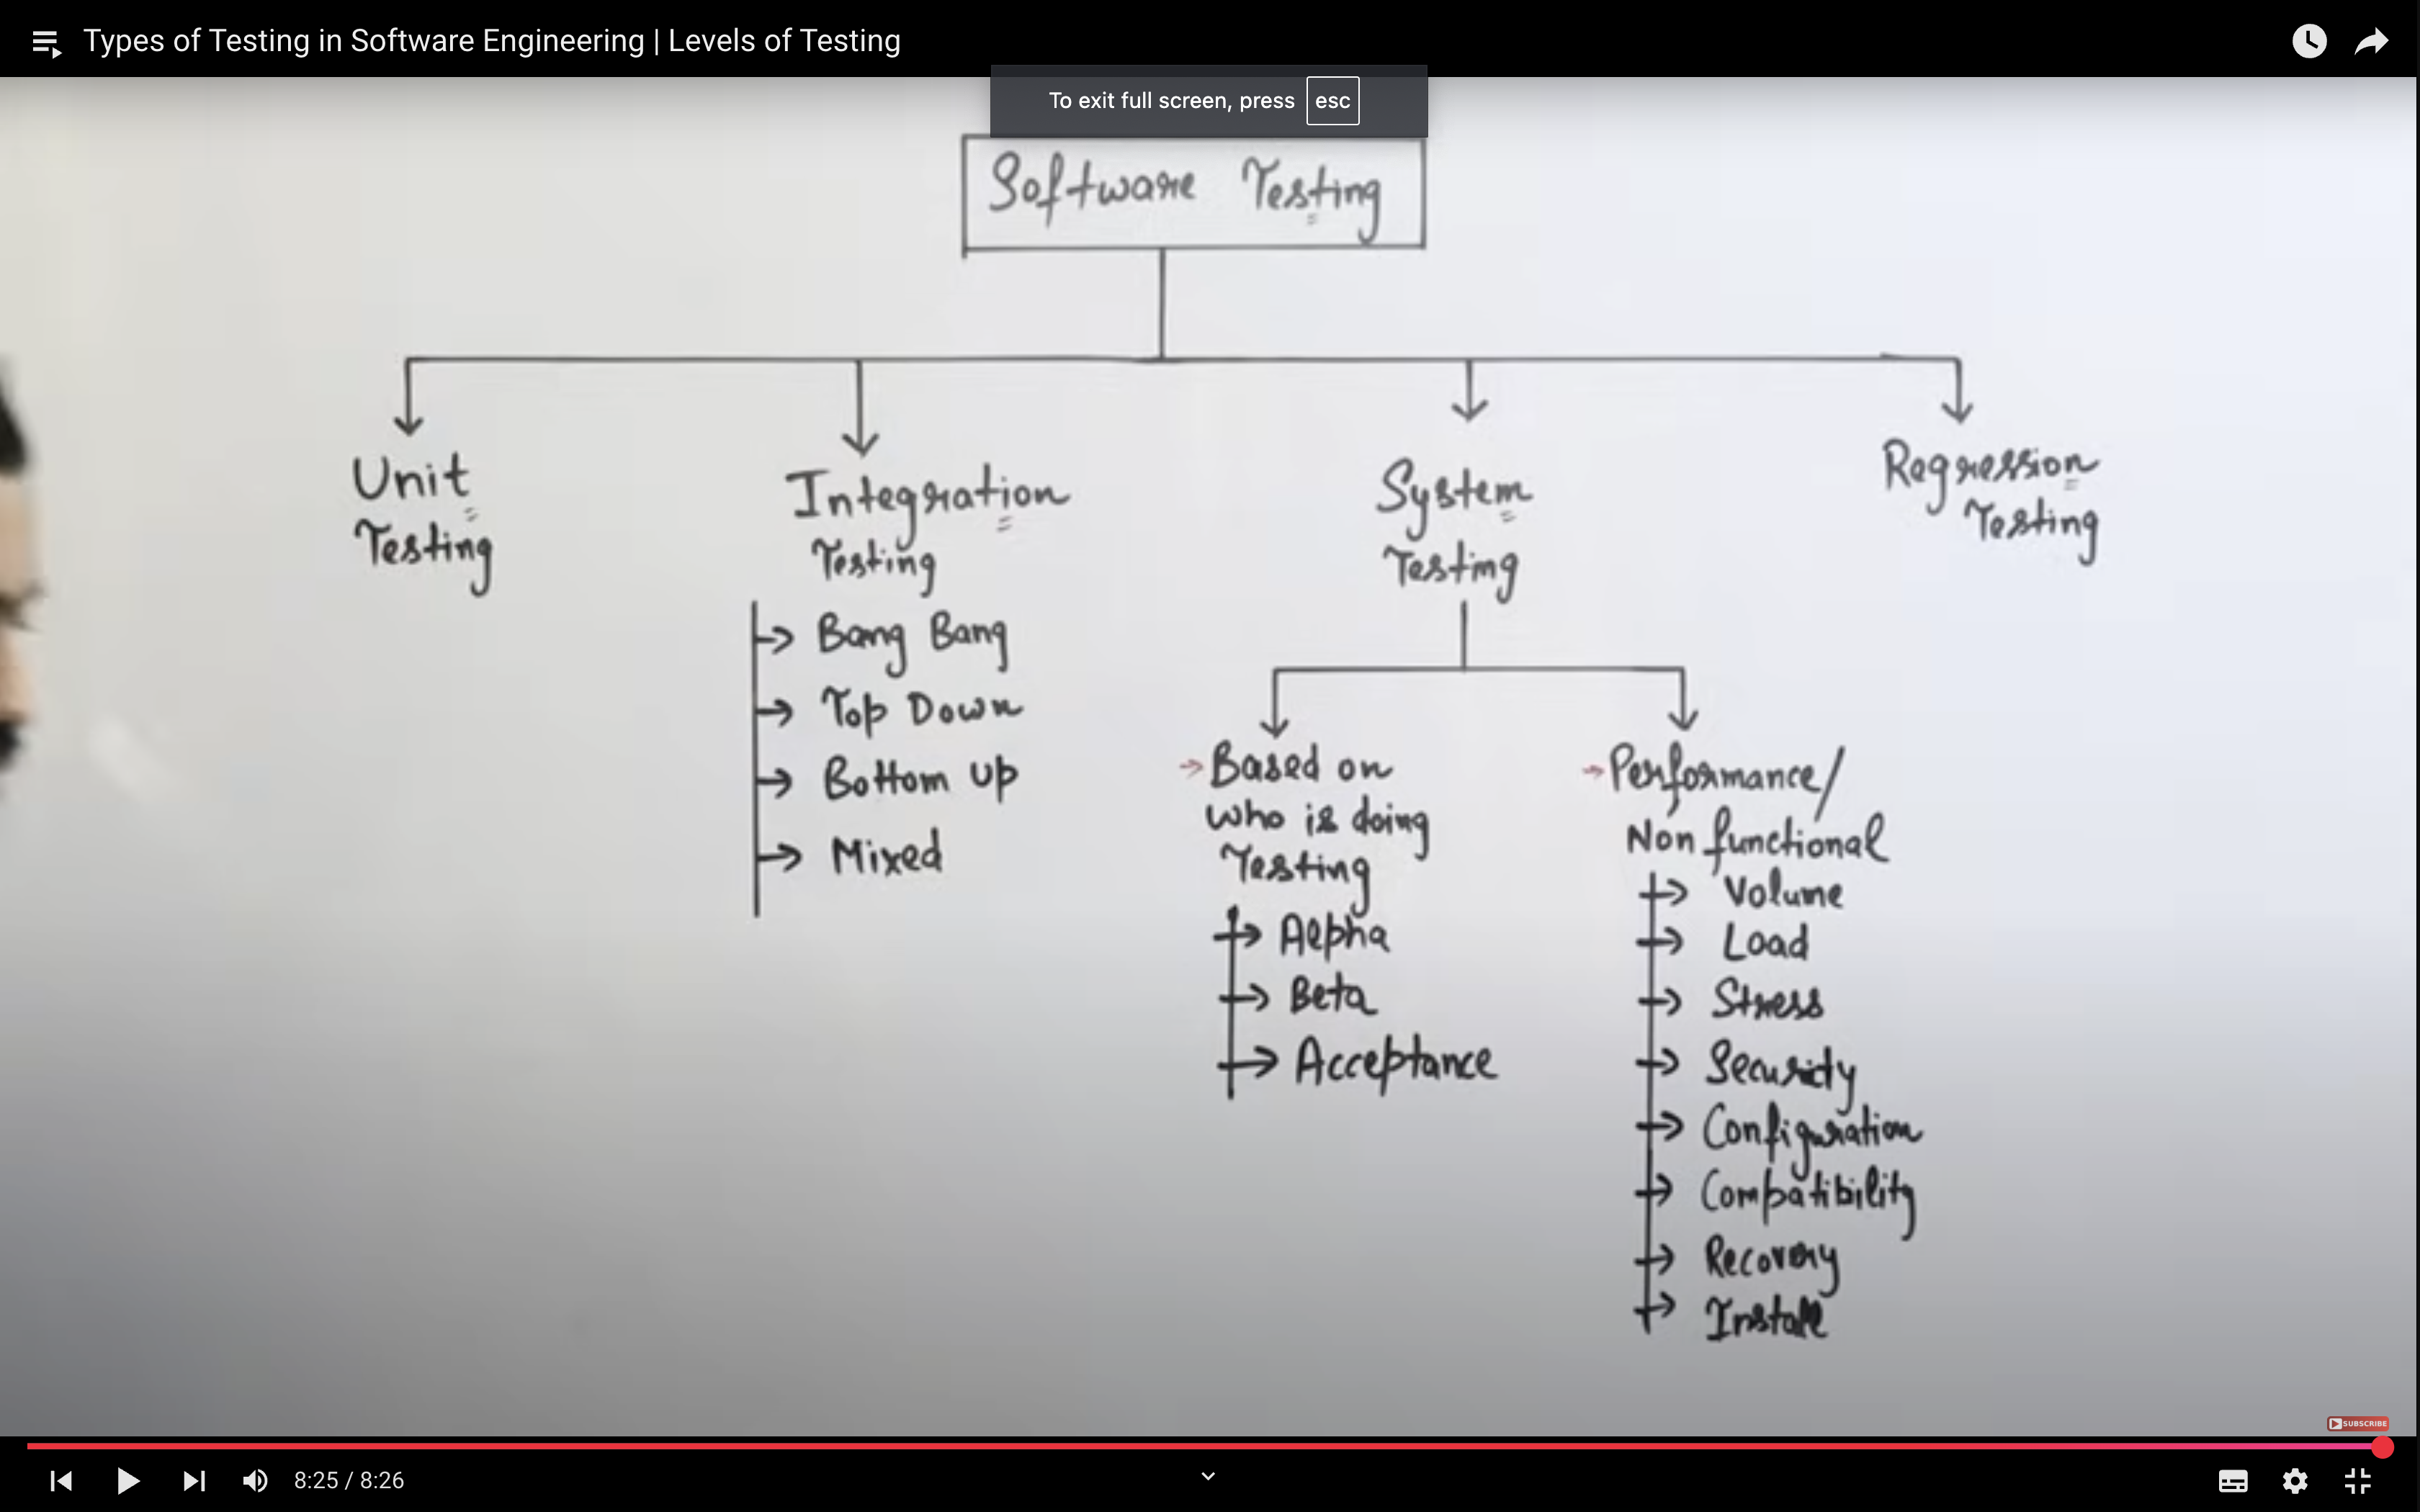 Types of Testing in Software Engineering | Levels of Testing
To exit full screen, press esc
Software Testing
Unit
Testing
Integration
Testing
Bang Bang
Top Down
Bottom up
Mixed
System
Testing
Based on
who is doing
Testing
Alpha
Beta
Acceptance
Performance/
Non functional
Volume
Load
Stress
Security
Configuration
Compatibility
Recovery
Install
Regression
Testing
SUBSCRIBE
8:25 / 8:26